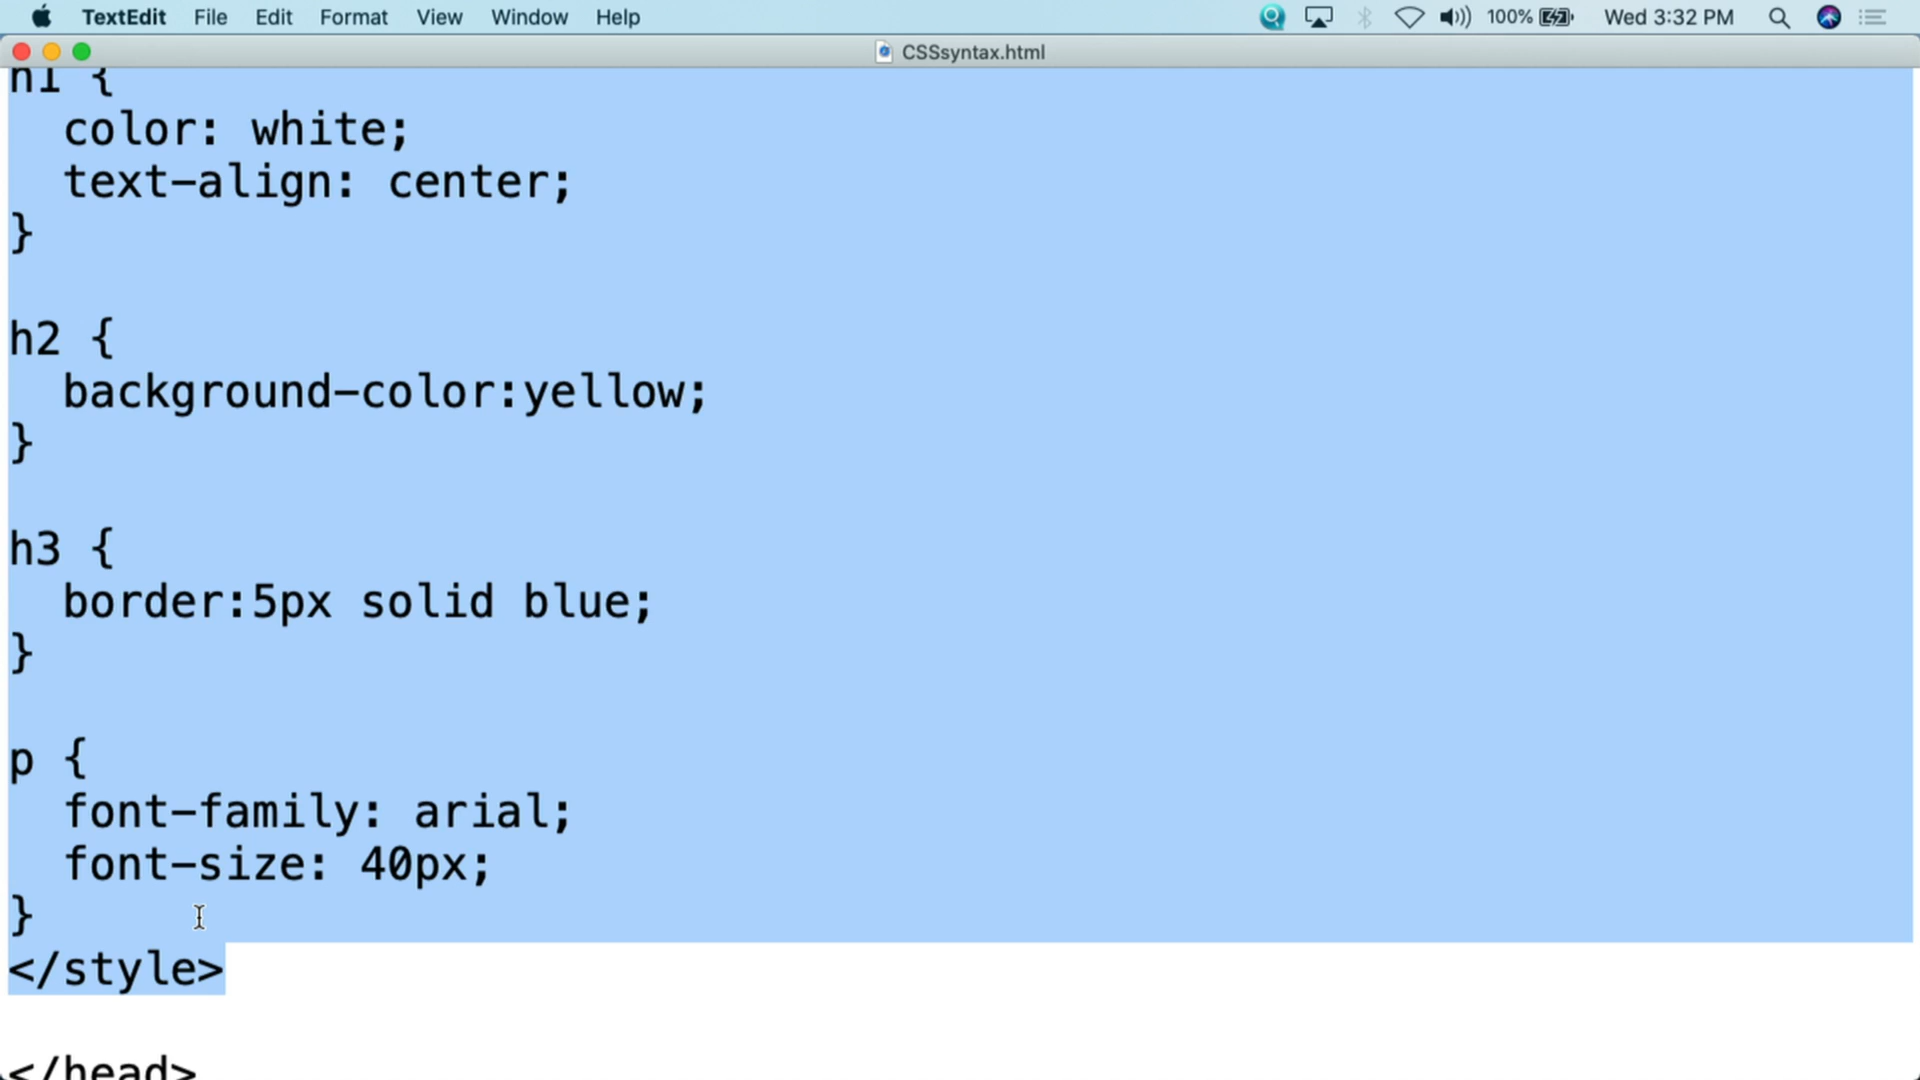 TextEdit File Edit Format View Window Help 100% Wed 3:32 PM
CSSsyntax.html
h1 {
  color: white;
  text-align: center;
}
h2 {
  background-color:yellow;
}
h3 {
  border:5px solid blue;
}
p {
  font-family: arial;
  font-size: 40px;
}
</style>
</head>